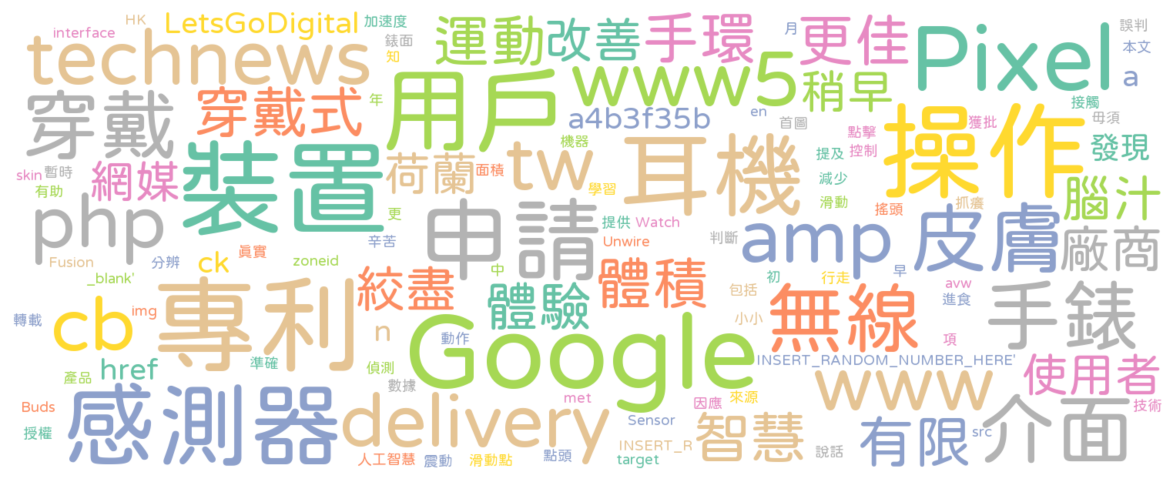 HK
LetsGoDigital
加速度
interface
technews
錶面
知
運動
改善
手環
月
更佳
Pixel
誤判
本文
a
穿戴
穿戴式
年
用戶
www5
稍早
接觸
毋須
a4b3f35b
en
首圖
點擊
控制
獲批
操作
發現
skin
暫時
有助
網媒
裝置
荷蘭
面積
機器
tw
學習
耳機
提及
減少
滑動
搖頭
抓癢
腦汁
php
更
辛苦
申請
提供
Watch
Unwire
判斷
amp
皮膚
廠商
Fusion
_blank'
分辨
ck
眞實
zoneid
絞盡
中
體驗
體積
初
包括
行走
早
avw
進食
轉載
cb
img
專利
n
動作
Google
小小
無線
項
手錶
href
產品
準確
偵測
數據
INSERT_RANDOM_NUMBER_HERE'
使用者
Buds
授權
感測器
delivery
met
因應
來源
www
技術
Sensor
INSERT_R
智慧
有限
src
介面
人工智慧
震動
滑動點
點頭
target
說話